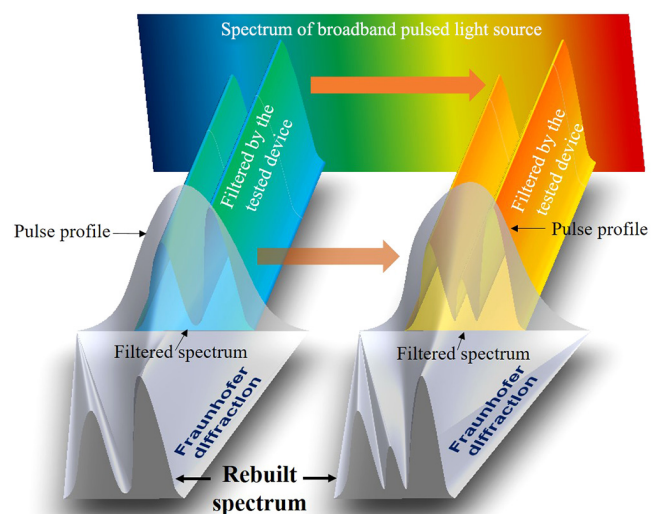 Spectrum of broadband pulsed light source
Filtered by the
tested device
Filtered by the
tested device
Pulse profile
Pulse profile
Filtered spectrum
Filtered spectrum
Fraunhofer
diffraction
Fraunhofer
diffraction
Rebuilt
spectrum